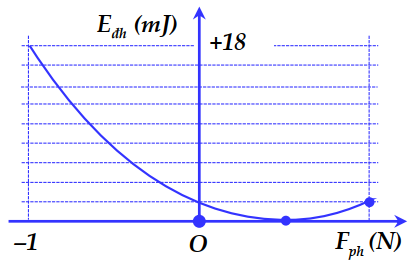 E_dh (mJ)
+18
–1
O
F_ph (N)